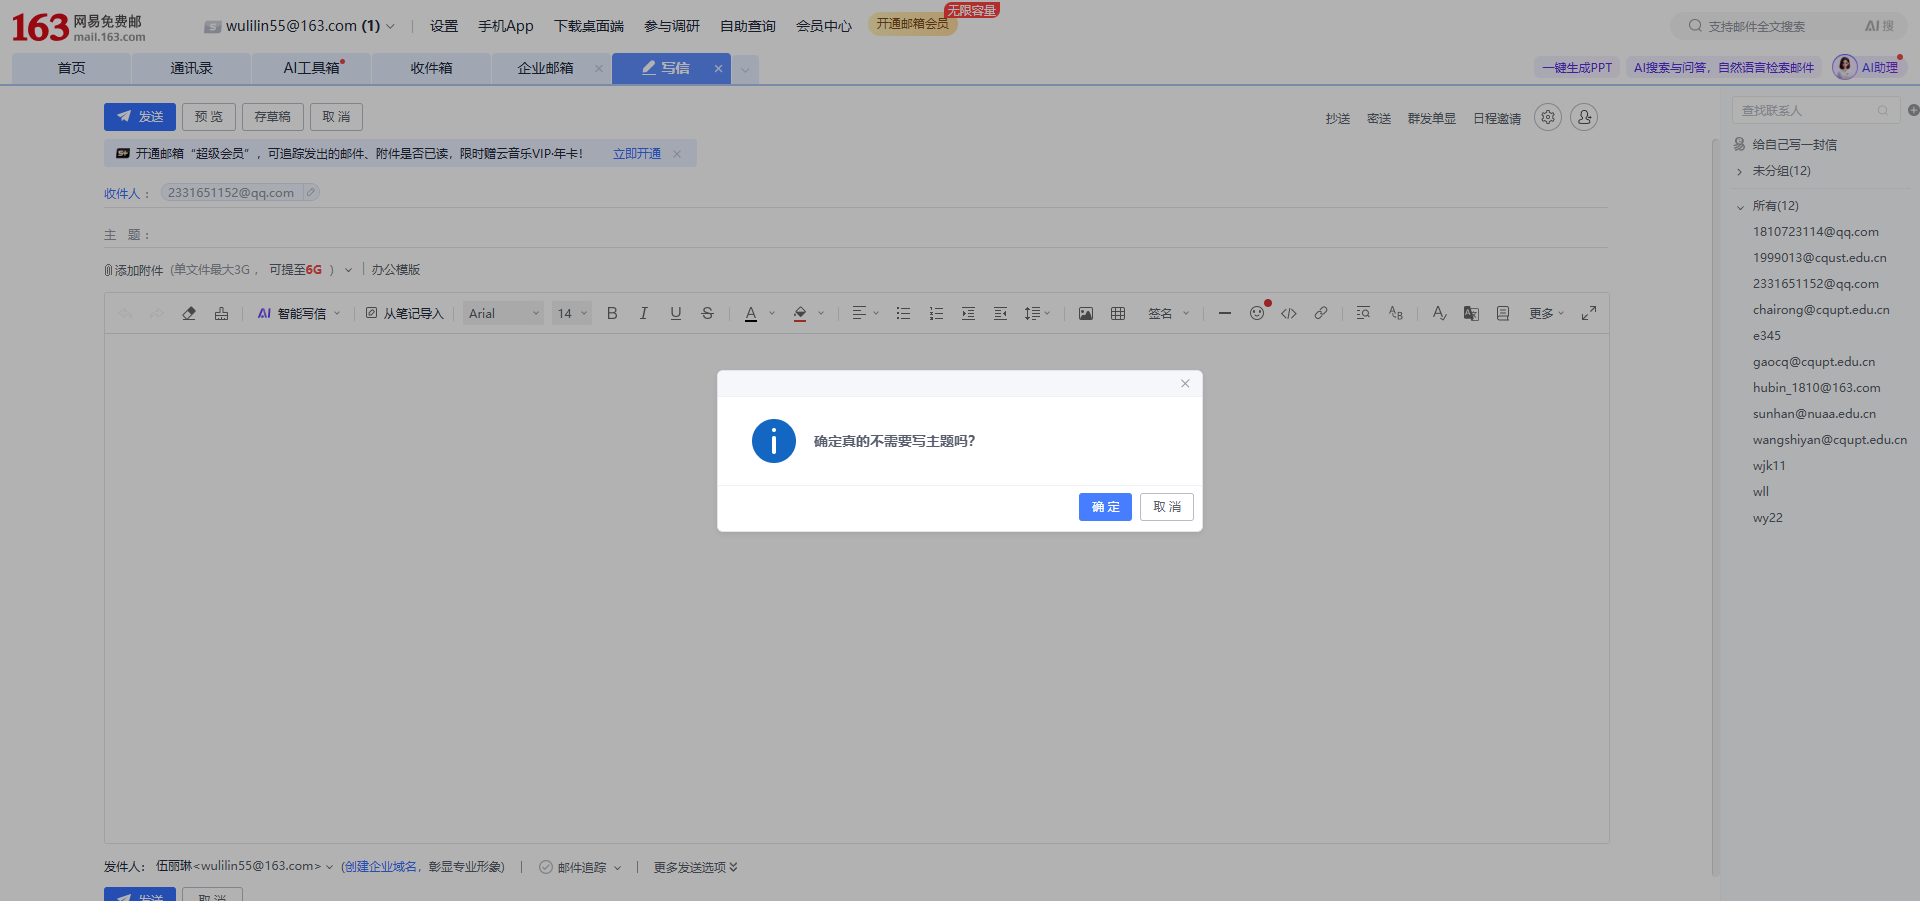 163 网易免费邮 mail.163.com
wulilin55@163.com (1) 设置 手机App 下载桌面端 参与调研 自助查询 会员中心 开通邮箱会员 无限容量
支持邮件全文搜索 AI搜
首页 通讯录 AI工具箱 收件箱 企业邮箱 写信
一键生成PPT AI搜索与问答，自然语言检索邮件 AI助理
发送 预 览 存草稿 取 消
抄送 密送 群发单显 日程邀请
开通邮箱“超级会员”，可追踪发出的邮件、附件是否已读，限时赠云音乐VIP·年卡！ 立即开通
收件人： 2331651152@qq.com
主 题：
添加附件 (单文件最大3G， 可提至6G ) 办公模版
AI 智能写信 从笔记导入 Arial 14 B I U S A 签名 更多
确定真的不需要写主题吗？
确 定 取 消
发件人： 伍丽琳<wulilin55@163.com> (创建企业域名，彰显专业形象) 邮件追踪 更多发送选项
发送 取 消
查找联系人
给自己写一封信
未分组(12)
所有(12)
1810723114@qq.com
1999013@cqust.edu.cn
2331651152@qq.com
chairong@cqupt.edu.cn
e345
gaocq@cqupt.edu.cn
hubin_1810@163.com
sunhan@nuaa.edu.cn
wangshiyan@cqupt.edu.cn
wjk11
wll
wy22